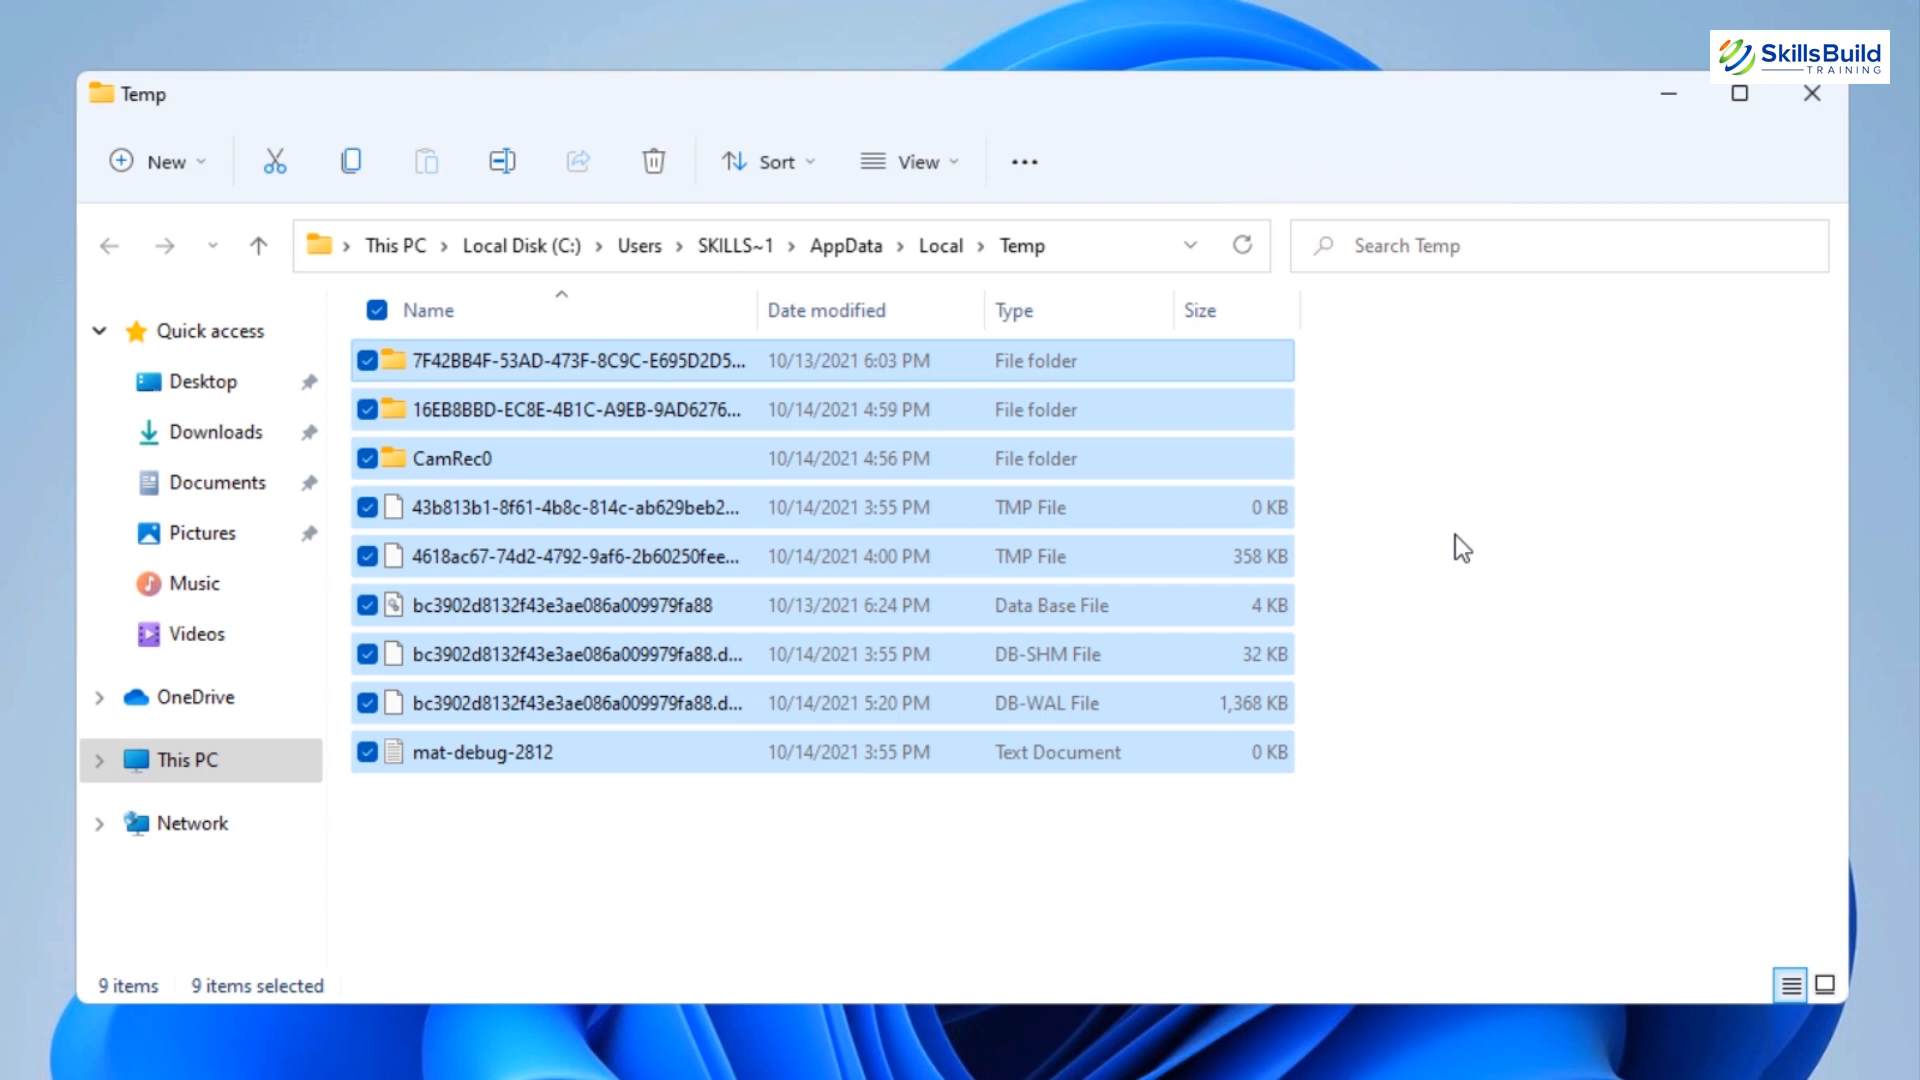 SkillsBuild
TRAINING
Temp
New
Sort
View
This PC
Local Disk (C:)
Users
SKILLS~1
AppData
Local
Temp
Search Temp
Name
Date modified
Type
Size
Quick access
Desktop
Downloads
Documents
Pictures
Music
Videos
OneDrive
This PC
Network
7F42BB4F-53AD-473F-8C9C-E695D2D5... 10/13/2021 6:03 PM File folder
16EB8BBD-EC8E-4B1C-A9EB-9AD6276... 10/14/2021 4:59 PM File folder
CamRec0 10/14/2021 4:56 PM File folder
43b813b1-8f61-4b8c-814c-ab629beb2... 10/14/2021 3:55 PM TMP File 0 KB
4618ac67-74d2-4792-9af6-2b60250fee... 10/14/2021 4:00 PM TMP File 358 KB
bc3902d8132f43e3ae086a009979fa88 10/13/2021 6:24 PM Data Base File 4 KB
bc3902d8132f43e3ae086a009979fa88.d... 10/14/2021 3:55 PM DB-SHM File 32 KB
bc3902d8132f43e3ae086a009979fa88.d... 10/14/2021 5:20 PM DB-WAL File 1,368 KB
mat-debug-2812 10/14/2021 3:55 PM Text Document 0 KB
9 items
9 items selected